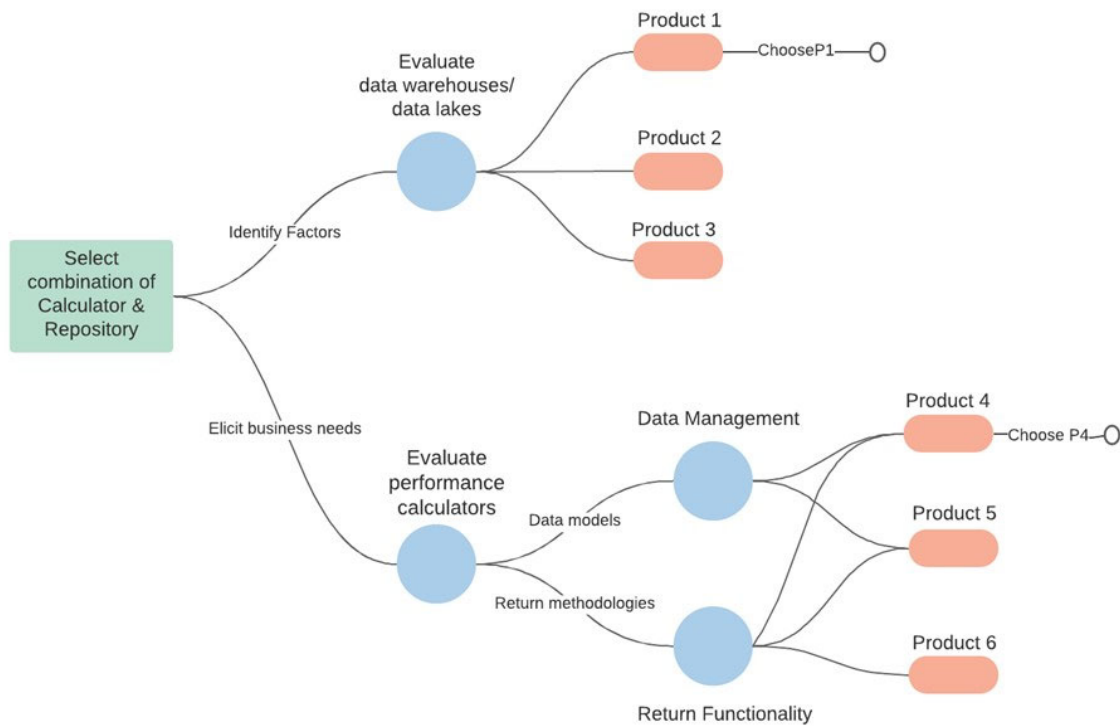 Product 1
ChooseP1
Evaluate
data warehouses/
data lakes
Product 2
Product 3
Identify Factors
Select
combination of
Calculator &
Repository
Elicit business needs
Evaluate
performance
calculators
Data Management
Product 4
Choose P4
Data models
Product 5
Return methodologies
Product 6
Return Functionality